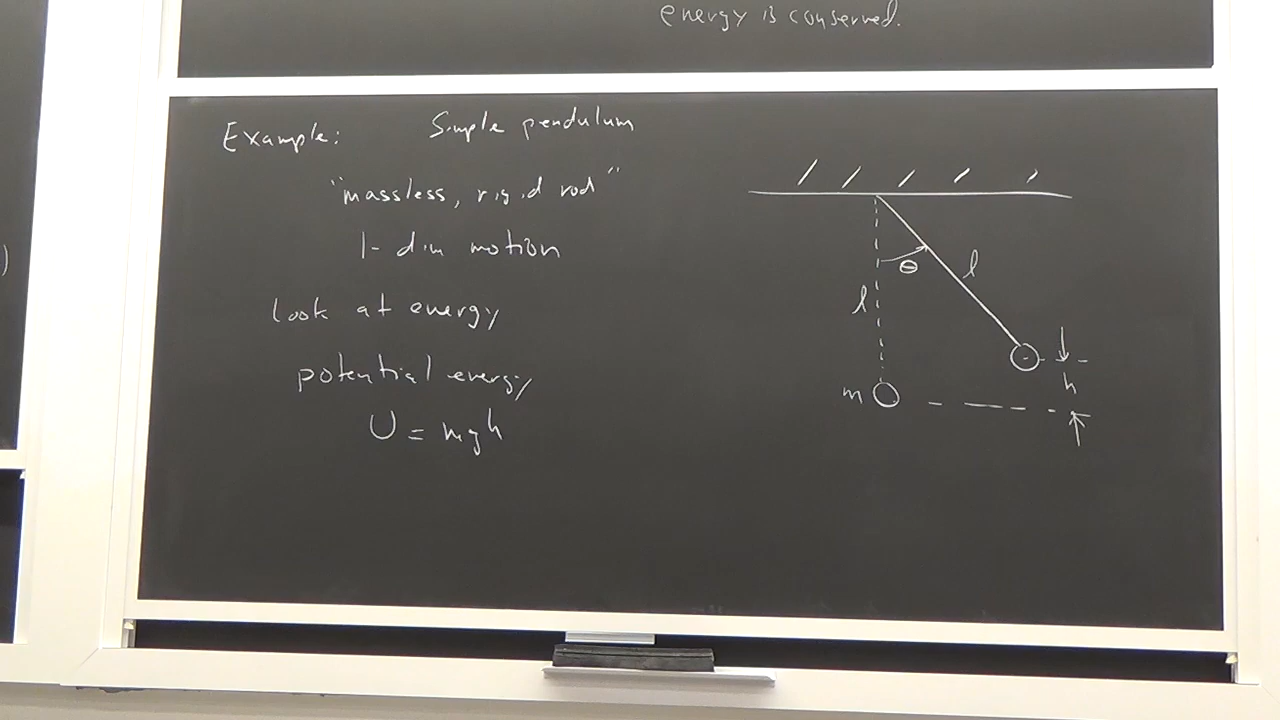 energy is conserved.
Example: Simple pendulum
"massless, rigid rod"
1-dim motion
look at energy
potential energy
U = mgh
θ
l
l
h
m
)